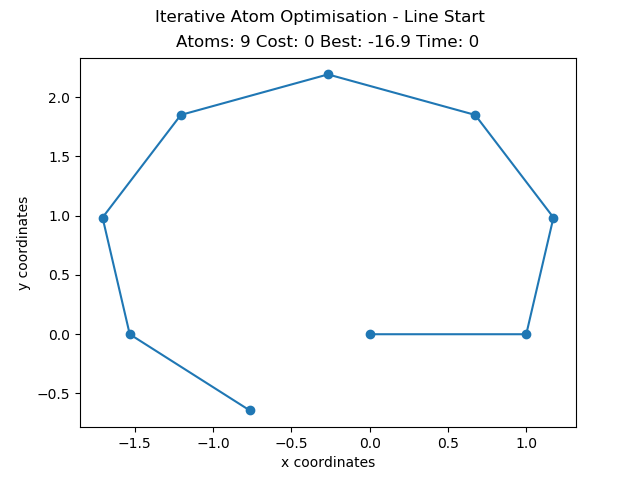 Iterative Atom Optimisation - Line Start
Atoms: 9 Cost: 0 Best: -16.9 Time: 0
2.0
1.5
1.0
0.5
0.0
−0.5
y coordinates
−1.5 −1.0 −0.5 0.0 0.5 1.0
x coordinates